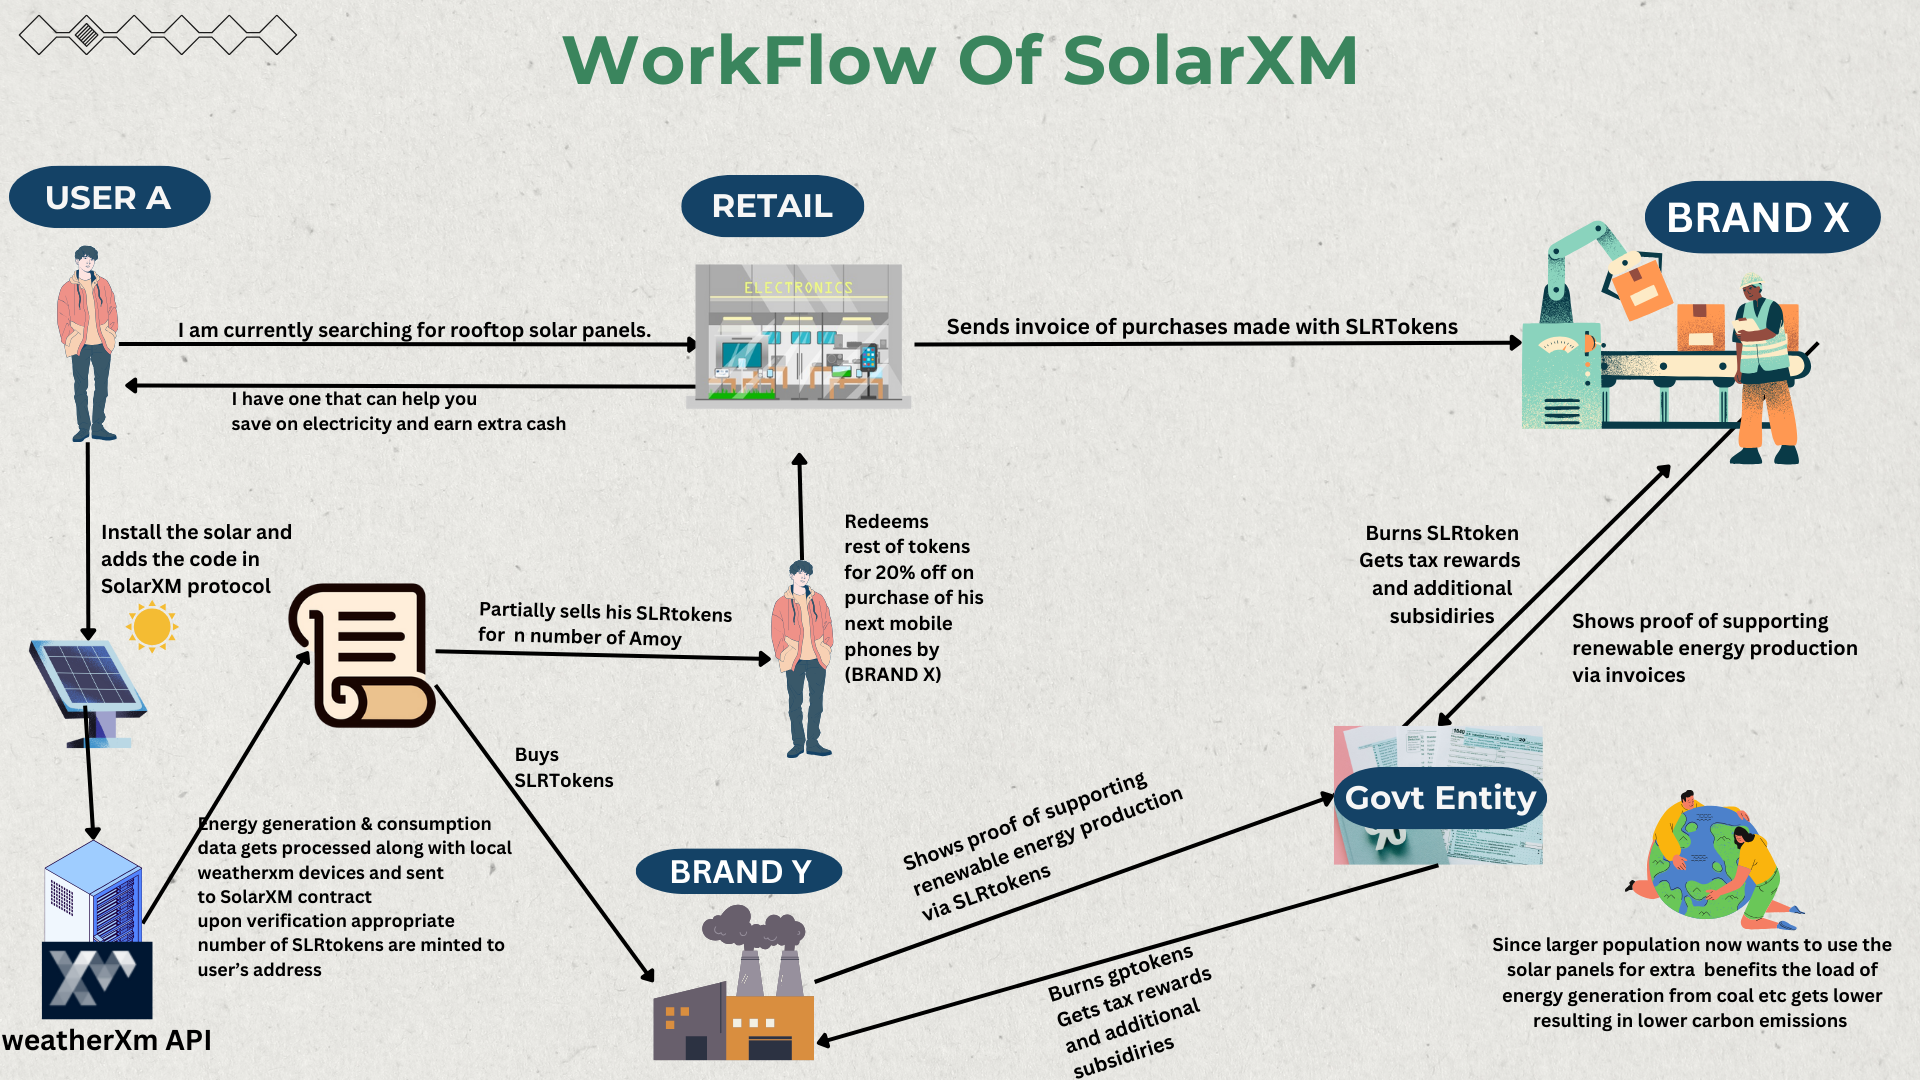 WorkFlow Of SolarXM
USER A
RETAIL
BRAND X
ELECTRONICS
I am currently searching for rooftop solar panels.
Sends invoice of purchases made with SLRTokens
I have one that can help you
save on electricity and earn extra cash
Install the solar and
adds the code in
SolarXM protocol
Partially sells his SLRtokens
for n number of Amoy
Redeems
rest of tokens
for 20% off on
purchase of his
next mobile
phones by
(BRAND X)
Burns SLRtoken
Gets tax rewards
and additional
subsidiries
Shows proof of supporting
renewable energy production
via invoices
Buys
SLRTokens
Energy generation & consumption
data gets processed along with local
weatherxm devices and sent
to SolarXM contract
upon verification appropriate
number of SLRtokens are minted to
user’s address
XM
weatherXm API
BRAND Y
Shows proof of supporting
renewable energy production
via SLRtokens
Govt Entity
%
1040
Burns gptokens
Gets tax rewards
and additional
subsidiries
Since larger population now wants to use the
solar panels for extra benefits the load of
energy generation from coal etc gets lower
resulting in lower carbon emissions